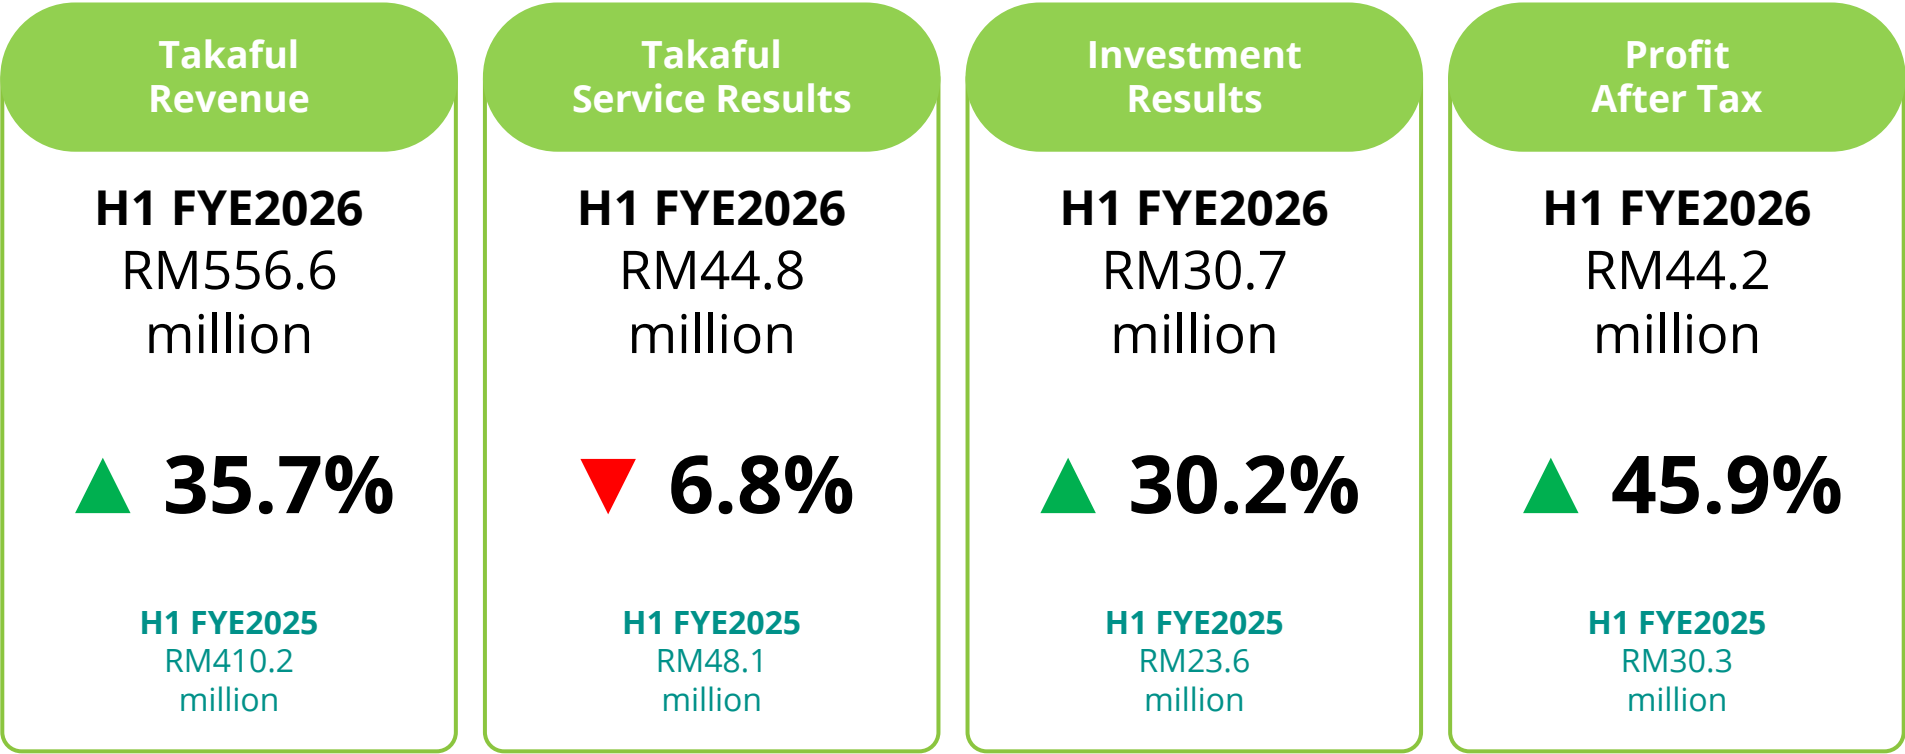 Takaful
Revenue
H1 FYE2026
RM556.6
million
▲ 35.7%
H1 FYE2025
RM410.2
million
Takaful
Service Results
H1 FYE2026
RM44.8
million
▼ 6.8%
H1 FYE2025
RM48.1
million
Investment
Results
H1 FYE2026
RM30.7
million
▲ 30.2%
H1 FYE2025
RM23.6
million
Profit
After Tax
H1 FYE2026
RM44.2
million
▲ 45.9%
H1 FYE2025
RM30.3
million